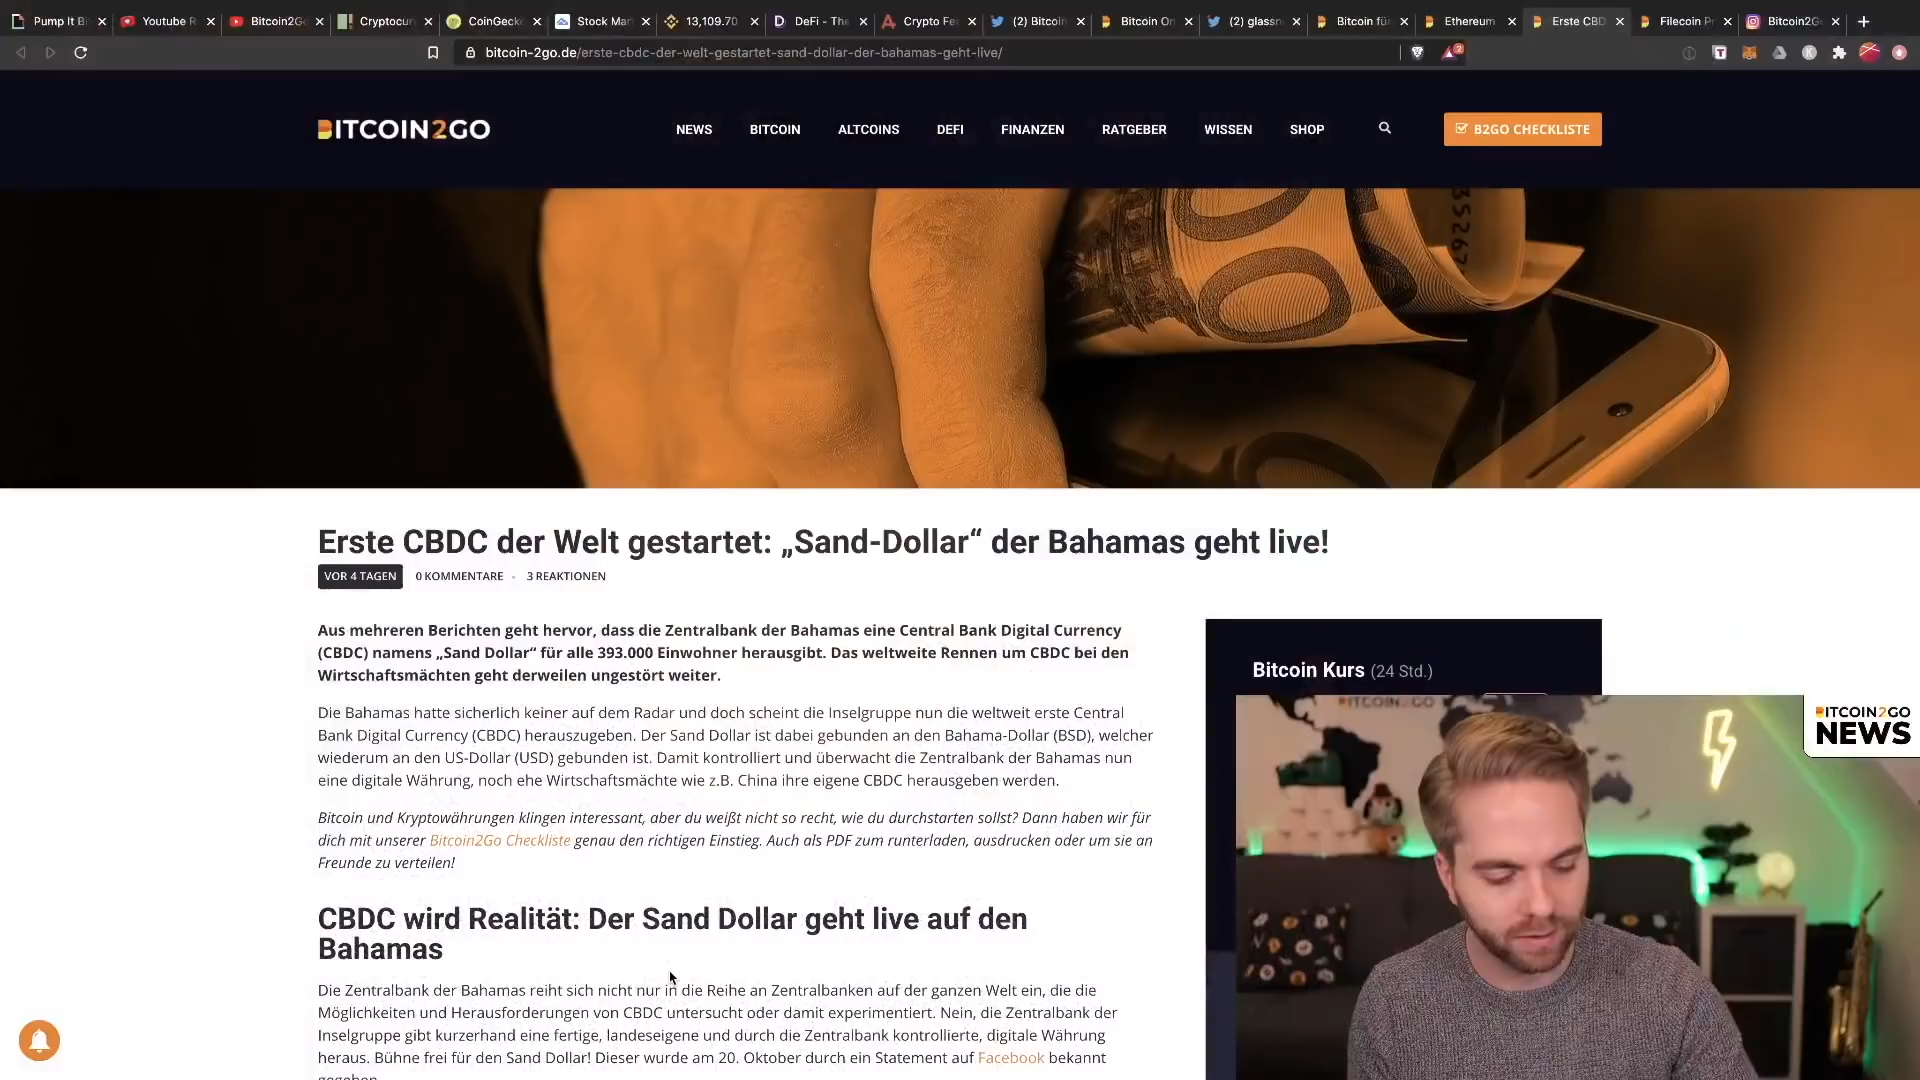 Pump It Bi
Youtube R
Bitcoin2Go
Cryptocur
CoinGecko
Stock Mar
13,109.70
DeFi - The
Crypto Fea
(2) Bitcoin
Bitcoin On
(2) glassn
Bitcoin für
Ethereum
Erste CBD
Filecoin Pr
Bitcoin2Go
bitcoin-2go.de/erste-cbdc-der-welt-gestartet-sand-dollar-der-bahamas-geht-live/
2
BITCOIN2GO
NEWS
BITCOIN
ALTCOINS
DEFI
FINANZEN
RATGEBER
WISSEN
SHOP
B2GO CHECKLISTE
Erste CBDC der Welt gestartet: „Sand-Dollar“ der Bahamas geht live!
VOR 4 TAGEN
0 KOMMENTARE
3 REAKTIONEN
Aus mehreren Berichten geht hervor, dass die Zentralbank der Bahamas eine Central Bank Digital Currency
(CBDC) namens „Sand Dollar“ für alle 393.000 Einwohner herausgibt. Das weltweite Rennen um CBDC bei den
Wirtschaftsmächten geht derweilen ungestört weiter.
Die Bahamas hatte sicherlich keiner auf dem Radar und doch scheint die Inselgruppe nun die weltweit erste Central
Bank Digital Currency (CBDC) herauszugeben. Der Sand Dollar ist dabei gebunden an den Bahama-Dollar (BSD), welcher
wiederum an den US-Dollar (USD) gebunden ist. Damit kontrolliert und überwacht die Zentralbank der Bahamas nun
eine digitale Währung, noch ehe Wirtschaftsmächte wie z.B. China ihre eigene CBDC herausgeben werden.
Bitcoin und Kryptowährungen klingen interessant, aber du weißt nicht so recht, wie du durchstarten sollst? Dann haben wir für
dich mit unserer Bitcoin2Go Checkliste genau den richtigen Einstieg. Auch als PDF zum runterladen, ausdrucken oder um sie an
Freunde zu verteilen!
CBDC wird Realität: Der Sand Dollar geht live auf den
Bahamas
Die Zentralbank der Bahamas reiht sich nicht nur in die Reihe an Zentralbanken auf der ganzen Welt ein, die die
Möglichkeiten und Herausforderungen von CBDC untersucht oder damit experimentiert. Nein, die Zentralbank der
Inselgruppe gibt kurzerhand eine fertige, landeseigene und durch die Zentralbank kontrollierte, digitale Währung
heraus. Bühne frei für den Sand Dollar! Dieser wurde am 20. Oktober durch ein Statement auf Facebook bekannt
gegeben
Bitcoin Kurs (24 Std.)
BITCOIN2GO
NEWS